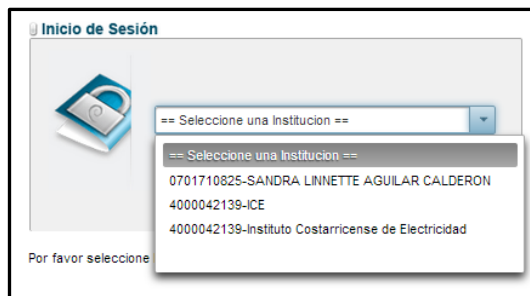 Inicio de Sesión
== Seleccione una Institucion ==
== Seleccione una Institucion ==
0701710825-SANDRA LINNETTE AGUILAR CALDERON
4000042139-ICE
4000042139-Instituto Costarricense de Electricidad
Por favor seleccione